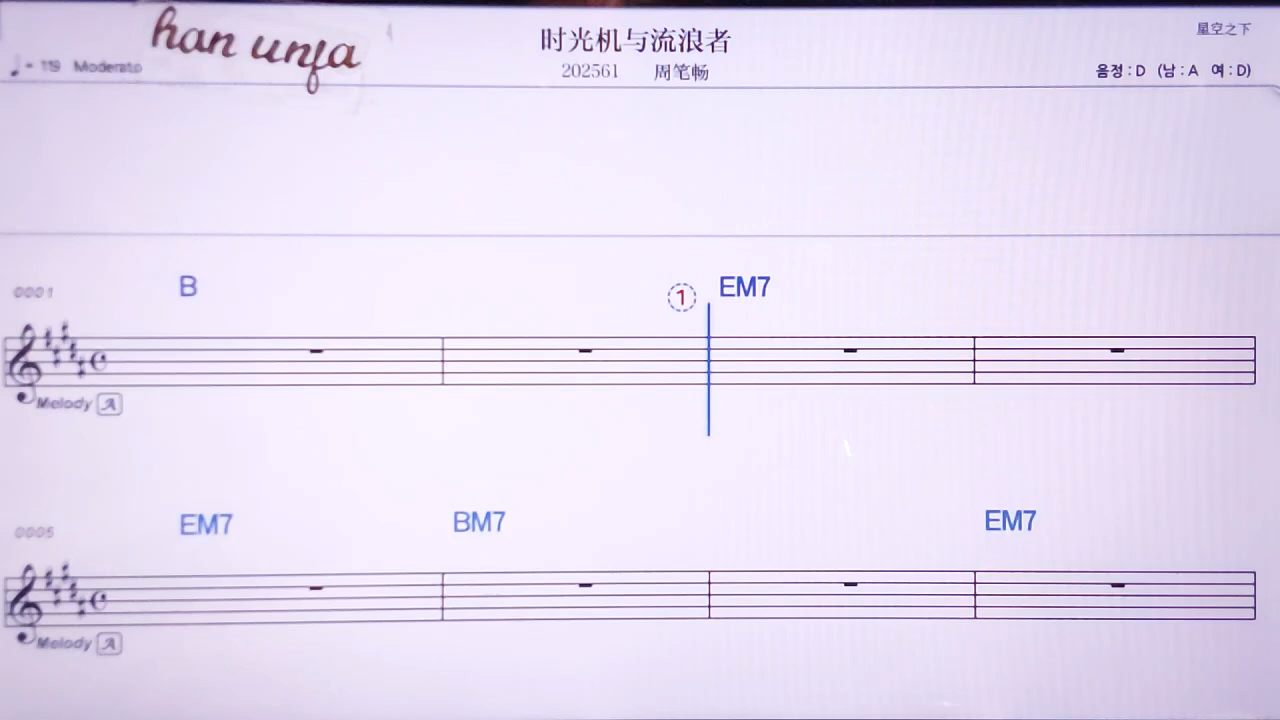 han unfa
时光机与流浪者
星空之下
♩= 119 Moderato
202561 周笔畅
음정 : D (남 : A 여 : D)
0001 B ① EM7
Melody A
0005 EM7 BM7 EM7
Melody A